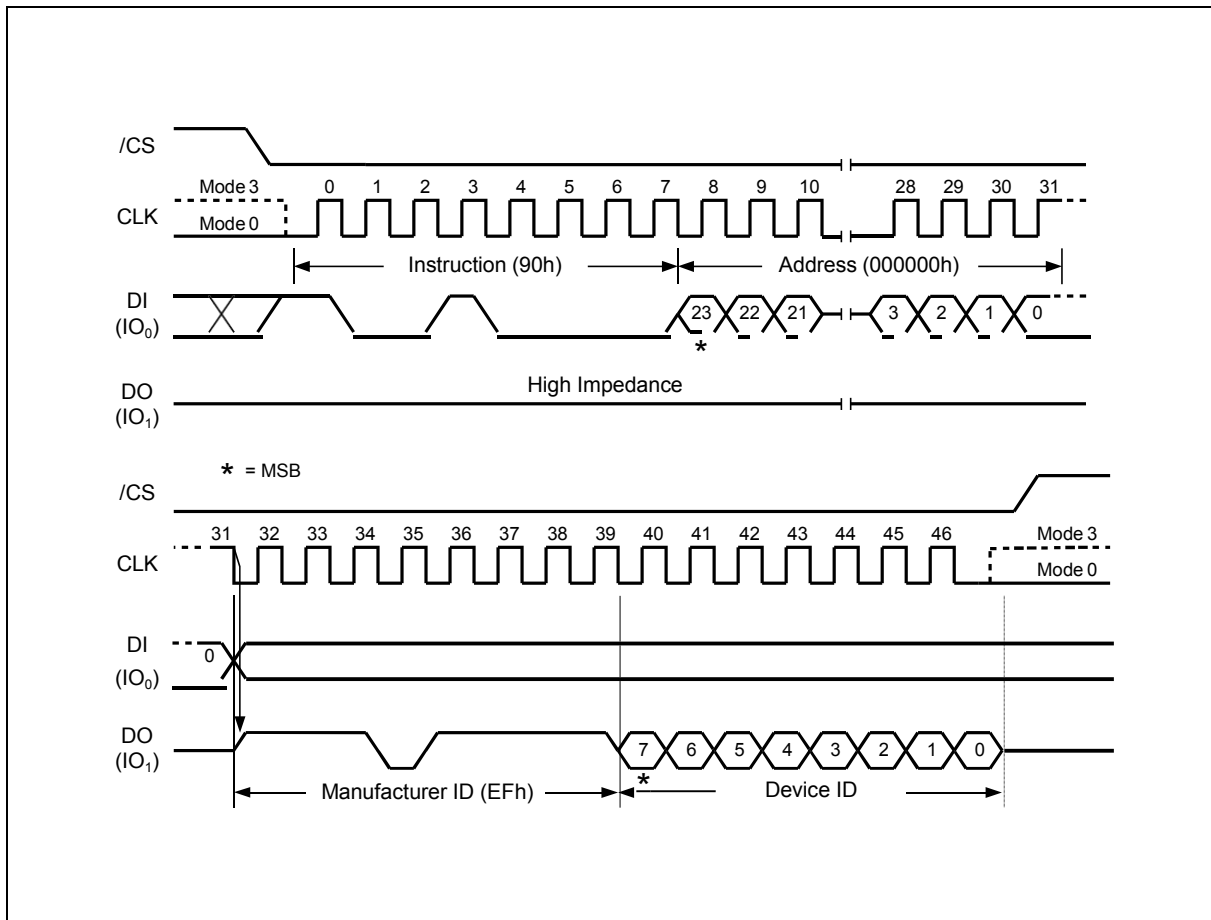 /CS
Mode 3
0 1 2 3 4 5 6 7 8 9 10 28 29 30 31
CLK
Mode 0
Instruction (90h)
Address (000000h)
DI
(IO0)
23 22 21 3 2 1 0
*
High Impedance
DO
(IO1)
* = MSB
/CS
31 32 33 34 35 36 37 38 39 40 41 42 43 44 45 46
Mode 3
CLK
Mode 0
DI
0
(IO0)
DO
(IO1)
7 6 5 4 3 2 1 0
*
Manufacturer ID (EFh)
Device ID